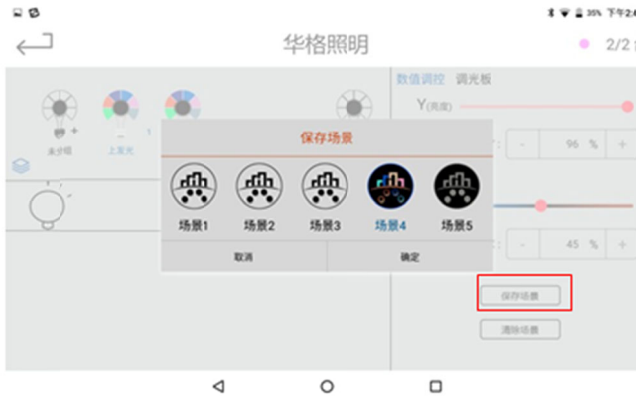 35% 下午2:4
华格照明
2/2
数值调控 调光板
Y(亮度)
未分组
上发光
1
保存场景
: - 96 % +
场景1 场景2 场景3 场景4 场景5
取消 确定
: - 45 % +
保存场景
清除场景